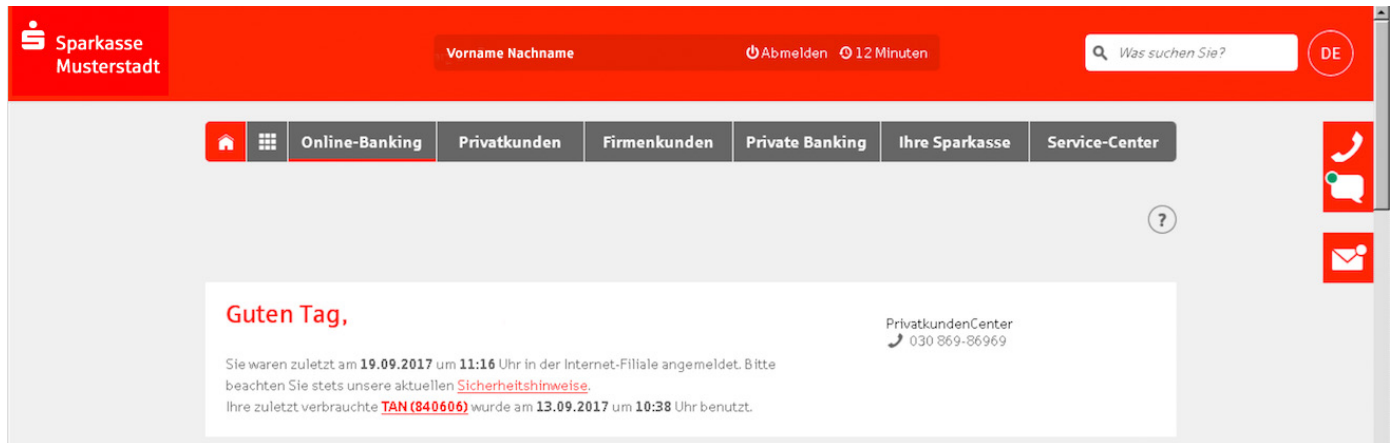 Sparkasse
Musterstadt
Vorname Nachname
Abmelden
12 Minuten
Was suchen Sie?
DE
Online-Banking
Privatkunden
Firmenkunden
Private Banking
Ihre Sparkasse
Service-Center
?
Guten Tag,
Sie waren zuletzt am 19.09.2017 um 11:16 Uhr in der Internet-Filiale angemeldet. Bitte
beachten Sie stets unsere aktuellen Sicherheitshinweise.
Ihre zuletzt verbrauchte TAN (840606) wurde am 13.09.2017 um 10:38 Uhr benutzt.
PrivatkundenCenter
030 869-86969